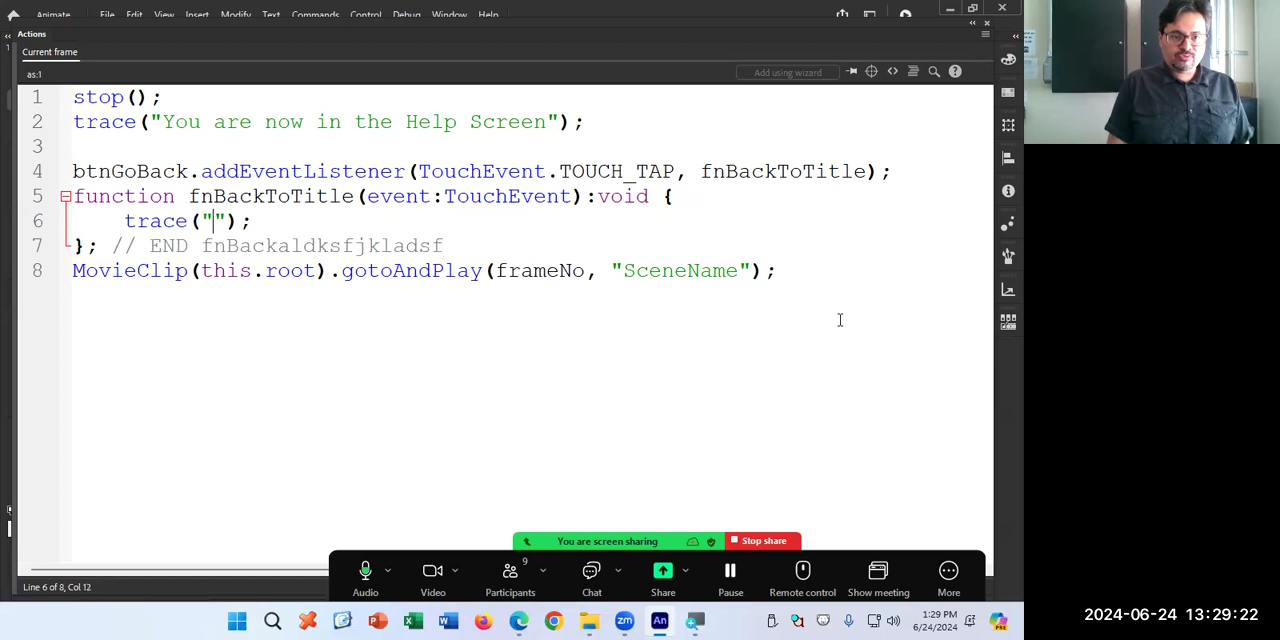 Animate File Edit View Insert Modify Text Commands Control Debug Window Help
Actions
Current frame
as:1
Add using wizard
1 stop();
2 trace("You are now in the Help Screen");
3
4 btnGoBack.addEventListener(TouchEvent.TOUCH_TAP, fnBackToTitle);
5 function fnBackToTitle(event:TouchEvent):void {
6 trace("");
7 }; // END fnBackaldksfjkladsf
8 MovieClip(this.root).gotoAndPlay(frameNo, "SceneName");
You are screen sharing Stop share
9
Audio Video Participants Chat Share Pause Remote control Show meeting More
Line 6 of 8, Col 12
zm An
1:29 PM
6/24/2024
PRE
2024-06-24 13:29:22